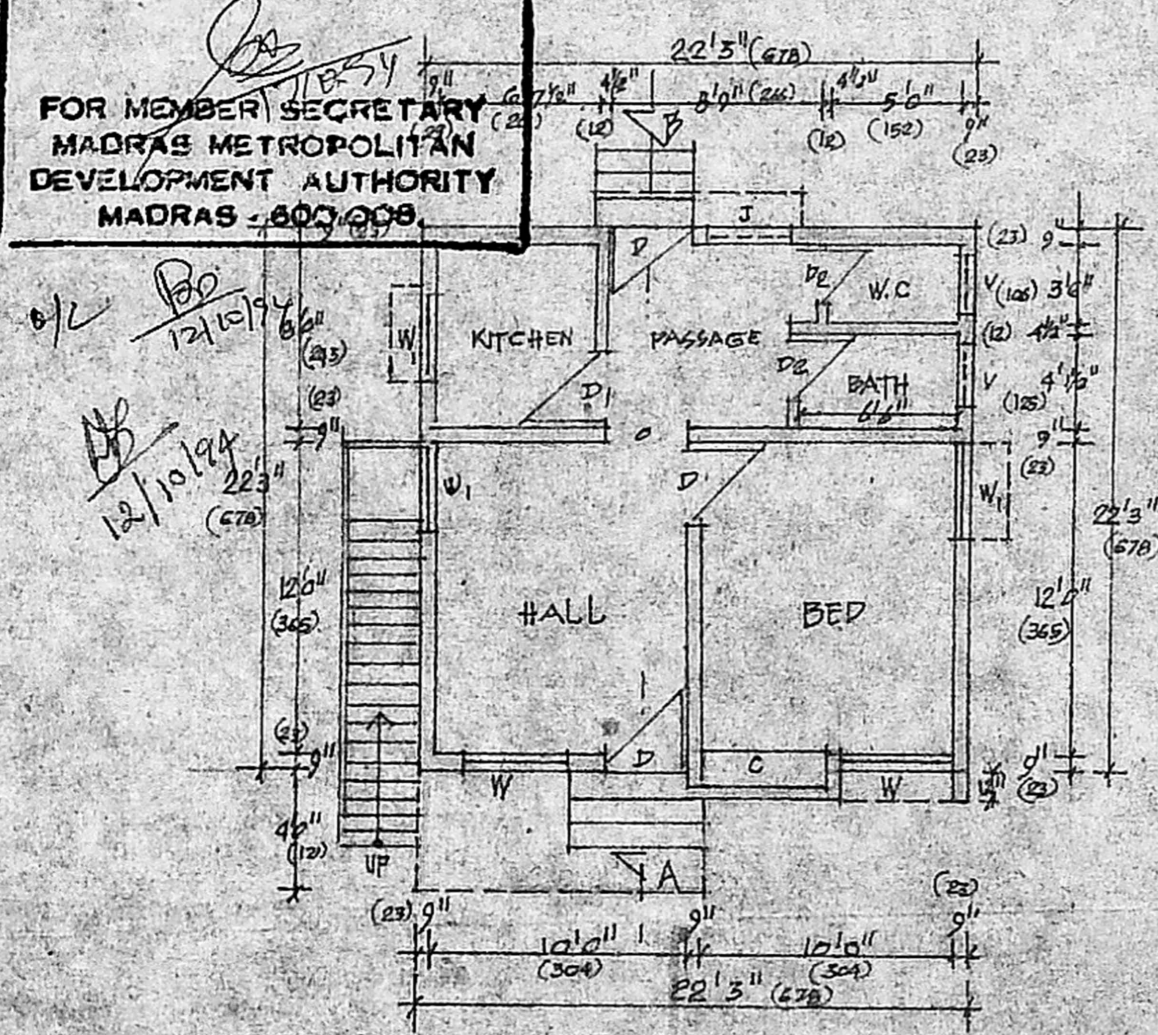 FOR MEMBER SECRETARY
MADRAS METROPOLITAN
DEVELOPMENT AUTHORITY
MADRAS - 600,008.
12/10/94
12/10/94
22'3" (678)
9" 4½" 8'9" (266) 4½" 5'0" 9"
(12) (12) (152) (23)
B
J
D
D2
W.C
V
(23) 9"
(106) 3'6"
(12) 4½"
KITCHEN
PASSAGE
W
D1
D2
BATH
6'6"
V
4'1½"
(125)
(23)
9"
O
9"
(23)
22'3"
(678)
W1
D1
W1
22'3"
(678)
12'0"
(365)
HALL
BED
12'0"
(365)
(23)
9"
W
D
C
W
9"
(23)
4'0"
(121)
UP
A
(23) 9"
9"
(23)
9"
10'0"
(304)
10'0"
(304)
22'3" (678)